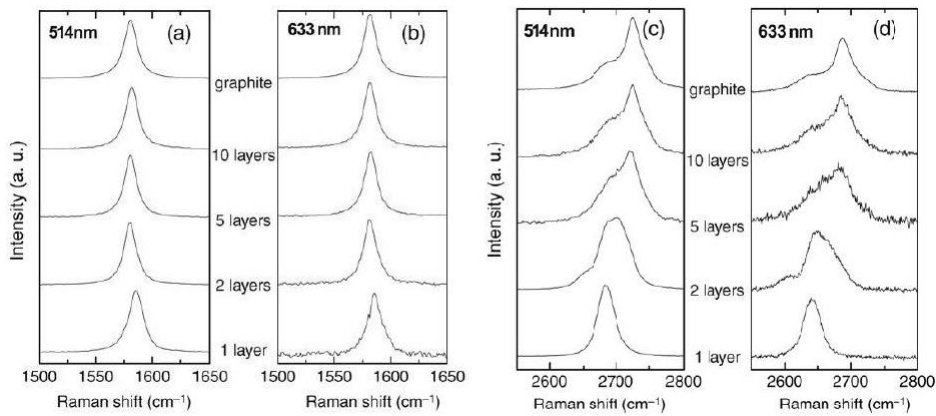 514nm (a)
633 nm (b)
514nm (c)
633 nm (d)
graphite
10 layers
5 layers
2 layers
1 layer
graphite
10 layers
5 layers
2 layers
1 layer
Intensity (a. u.)
Intensity (a. u.)
1500 1550 1600 1650
1500 1550 1600 1650
2600 2700 2800
2600 2700 2800
Raman shift (cm⁻¹)
Raman shift (cm⁻¹)
Raman shift (cm⁻¹)
Raman shift (cm⁻¹)